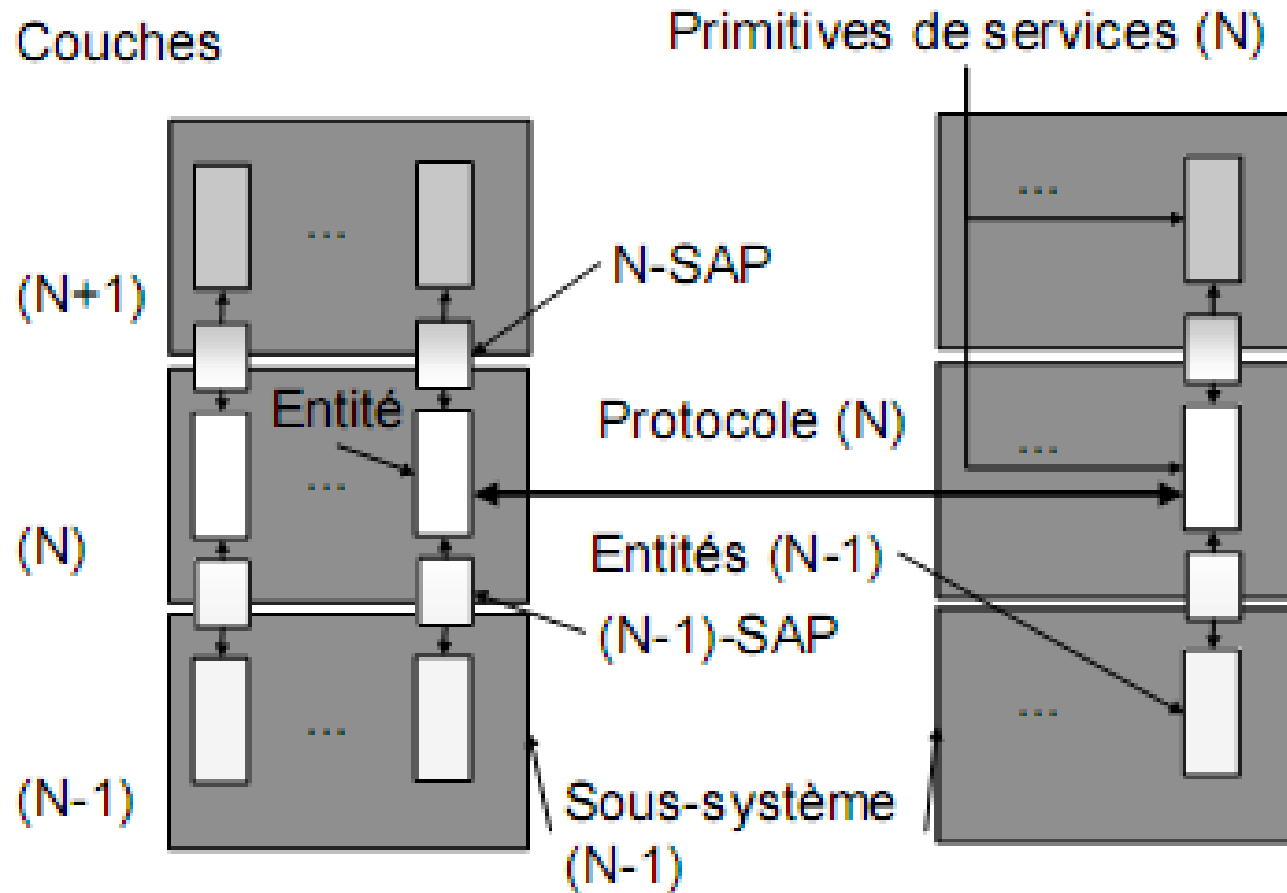 Couches
Primitives de services (N)
...
...
(N+1)
N-SAP
Entité
Protocole (N)
...
...
(N)
Entités (N-1)
(N-1)-SAP
...
...
(N-1)
Sous-système
(N-1)